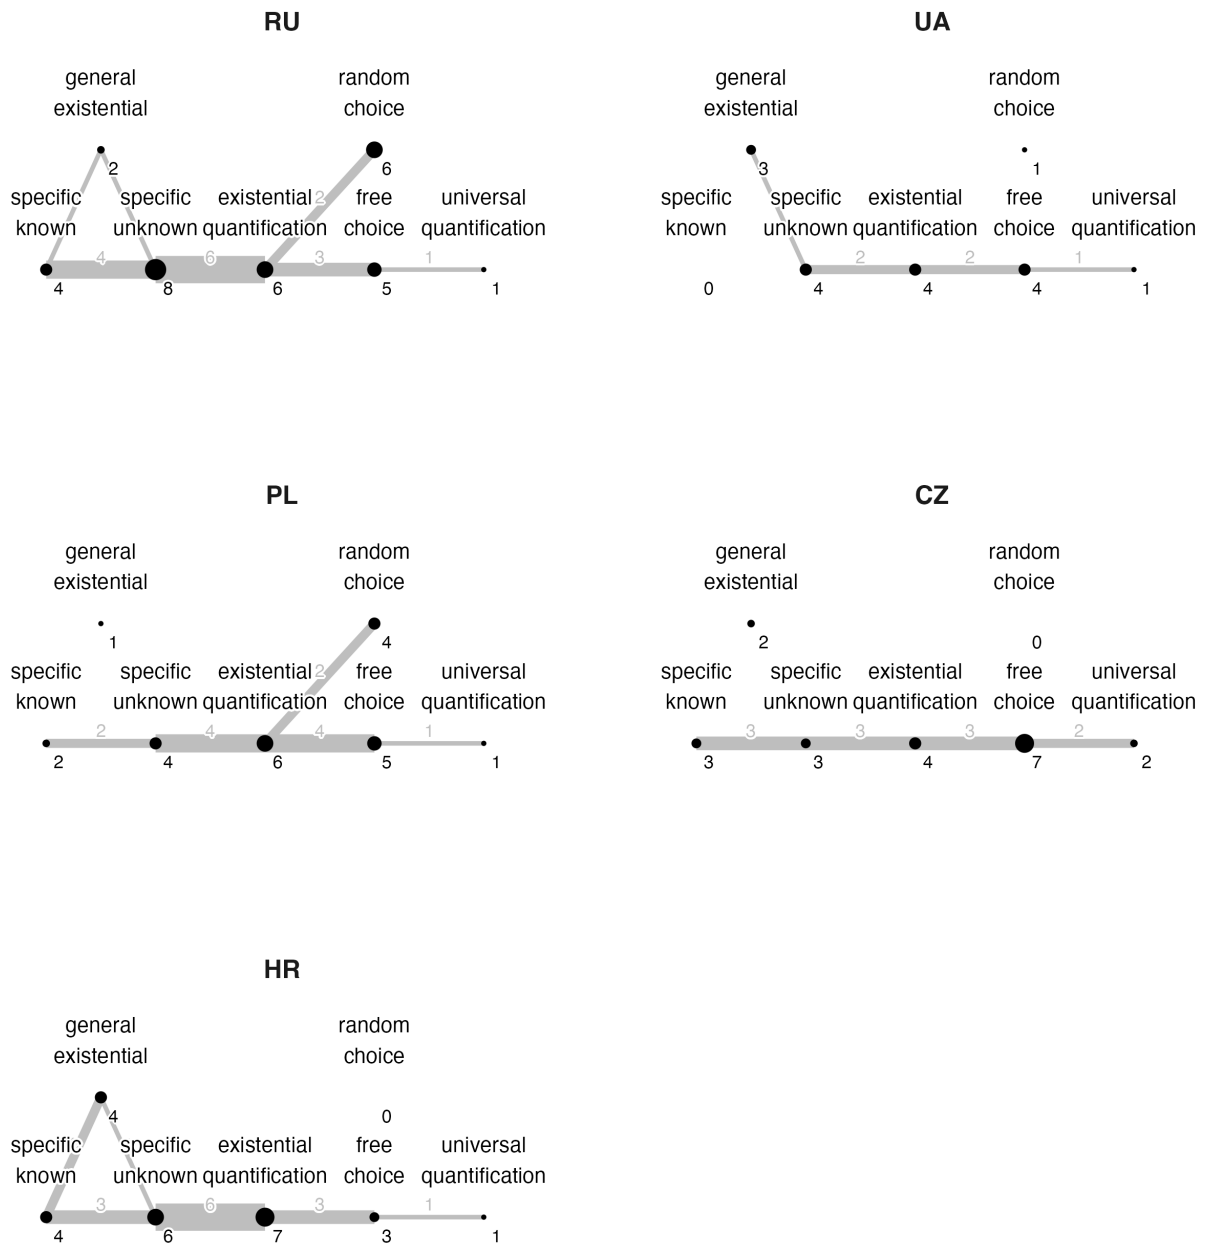 RU
general random
existential choice
2 6
specific specific existential 2 free universal
known unknown quantification choice quantification
4 6 3 1
4 8 6 5 1
UA
general random
existential choice
3 1
specific specific existential free universal
known unknown quantification choice quantification
2 2 1
0 4 4 4 1
PL
general random
existential choice
1 4
specific specific existential 2 free universal
known unknown quantification choice quantification
2 4 4 1
2 4 6 5 1
CZ
general random
existential choice
2 0
specific specific existential free universal
known unknown quantification choice quantification
3 3 3 2
3 3 4 7 2
HR
general random
existential choice
4 0
specific specific existential free universal
known unknown quantification choice quantification
3 6 3 1
4 6 7 3 1